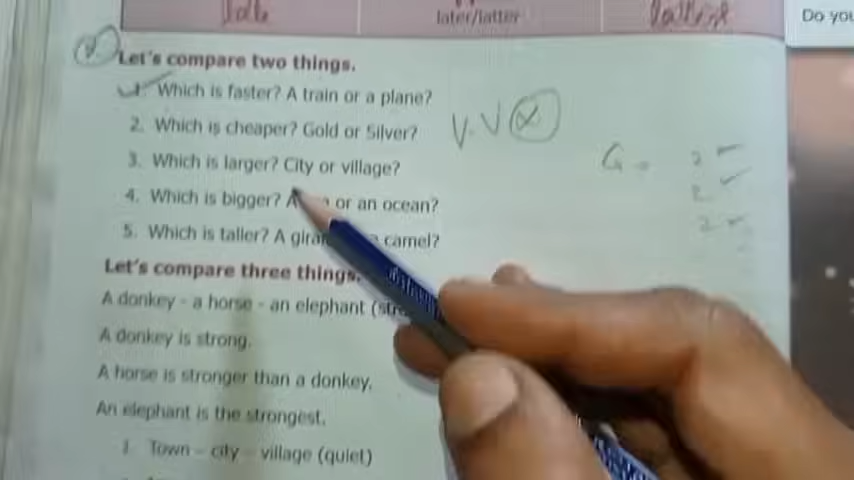 later/latter
Do you
Let's compare two things.
1. Which is faster? A train or a plane?
2. Which is cheaper? Gold or Silver?
V.V
3. Which is larger? City or village?
4. Which is bigger? A or an ocean?
5. Which is taller? A camel?
Let's compare three things.
A donkey - a horse - an elephant
A donkey is strong.
A horse is stronger than a donkey.
An elephant is the strongest.
1. Town - city - village (quiet)